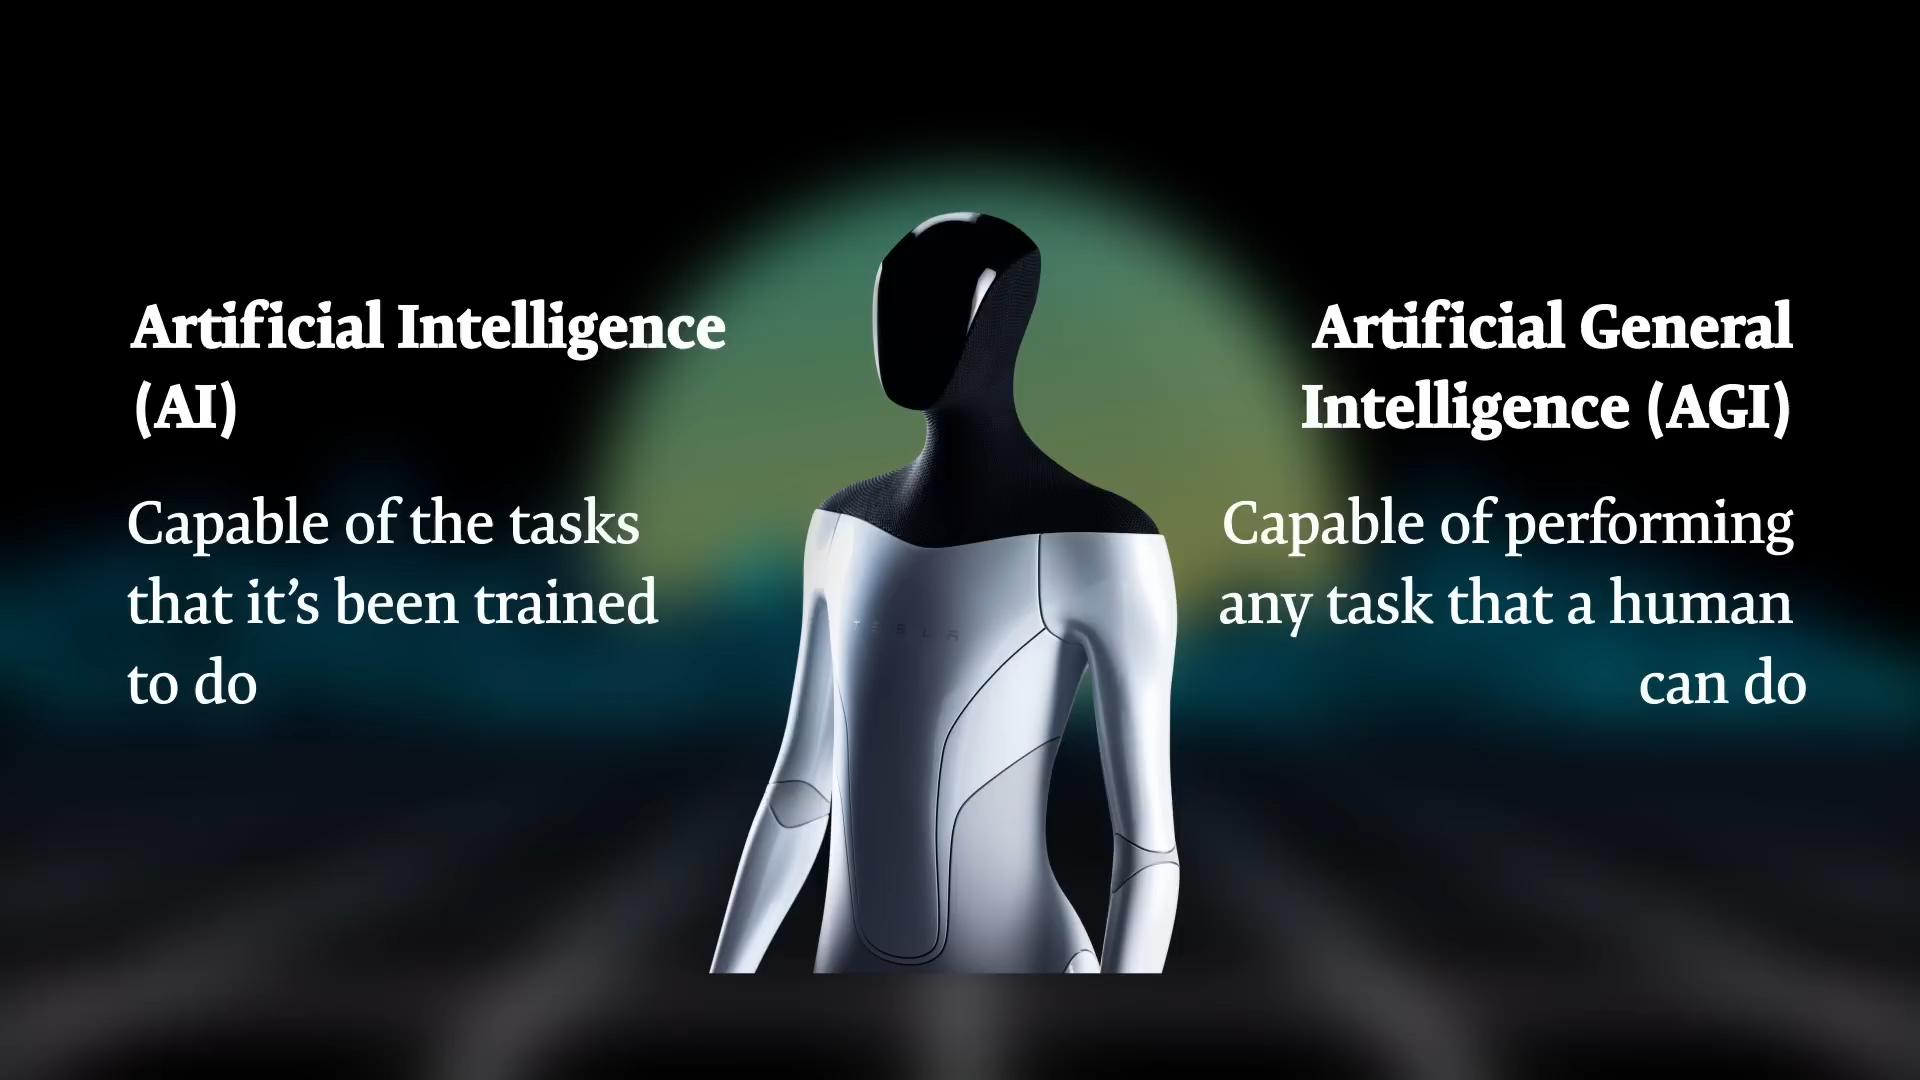 Artificial Intelligence
(AI)
Capable of the tasks
that it's been trained
to do
Artificial General
Intelligence (AGI)
Capable of performing
any task that a human
can do
TESLA